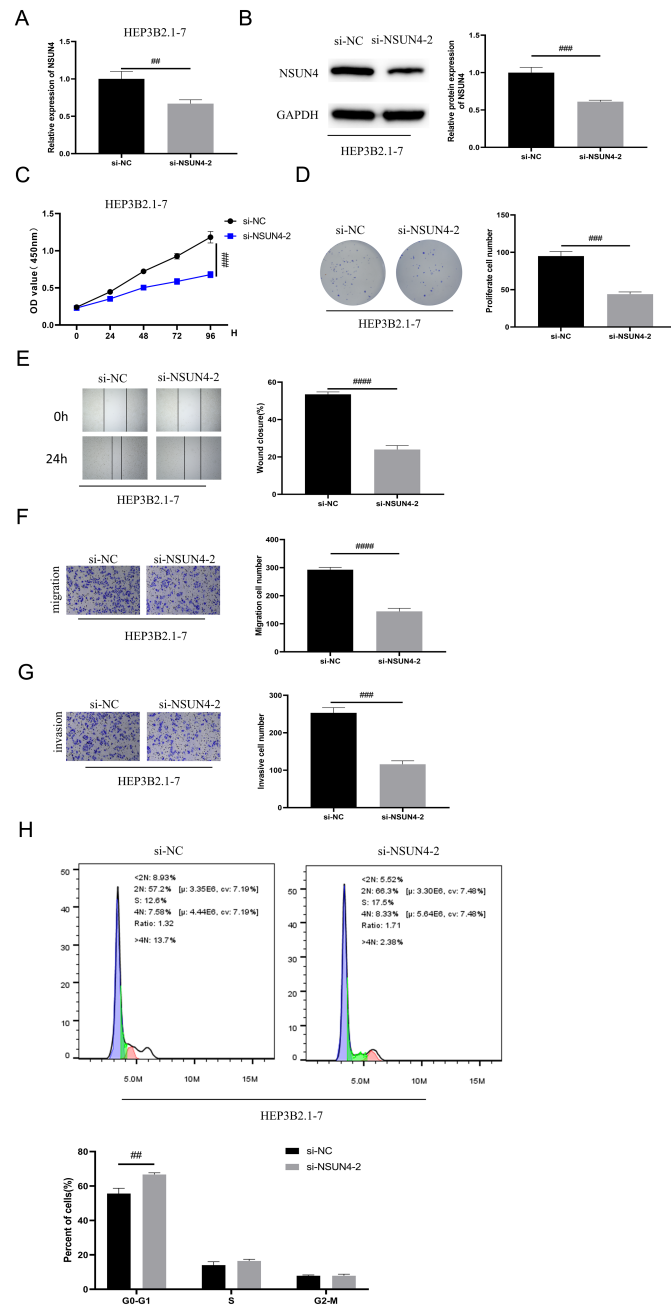 A
HEP3B2.1-7
Relative expression of NSUN4
1.5
1.0
0.5
0.0
##
si-NC
si-NSUN4-2
B
si-NC si-NSUN4-2
NSUN4
GAPDH
HEP3B2.1-7
Relative protein expression
of NSUN4
1.5
1.0
0.5
0.0
###
si-NC
si-NSUN4-2
C
HEP3B2.1-7
OD value( 450nm)
1.5
1.0
0.5
0.0
0 24 48 72 96 H
si-NC
si-NSUN4-2
###
D
si-NC si-NSUN4-2
HEP3B2.1-7
Proliferate cell number
150
100
50
0
###
si-NC
si-NSUN4-2
E
si-NC si-NSUN4-2
0h
24h
HEP3B2.1-7
Wound closure(%)
60
40
20
0
####
si-NC
si-NSUN4-2
F
si-NC si-NSUN4-2
migration
HEP3B2.1-7
Migration cell number
400
300
200
100
0
####
si-NC
si-NSUN4-2
G
si-NC si-NSUN4-2
invasion
HEP3B2.1-7
Invasive cell number
300
200
100
0
###
si-NC
si-NSUN4-2
H
si-NC
<2N: 8.93%
2N: 57.2% [μ: 3.35E6, cv: 7.19%]
S: 12.6%
4N: 7.58% [μ: 4.44E6, cv: 7.19%]
Ratio: 1.32
>4N: 13.7%
50
40
30
20
10
0
5.0M 10M 15M
si-NSUN4-2
<2N: 5.52%
2N: 66.3% [μ: 3.30E6, cv: 7.48%]
S: 17.5%
4N: 8.33% [μ: 5.64E6, cv: 7.48%]
Ratio: 1.71
>4N: 2.38%
50
40
30
20
10
0
5.0M 10M 15M
HEP3B2.1-7
Percent of cells(%)
80
60
40
20
0
##
si-NC
si-NSUN4-2
G0-G1 S G2-M